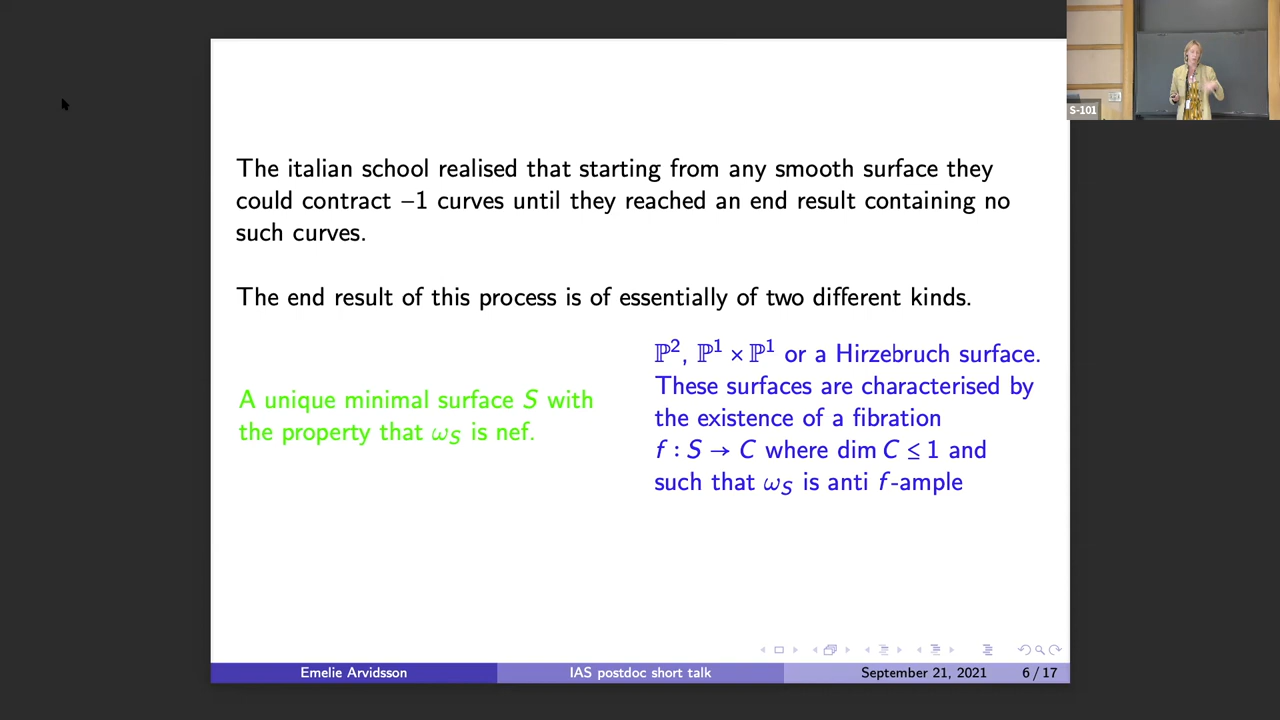 S-101
The italian school realised that starting from any smooth surface they
could contract −1 curves until they reached an end result containing no
such curves.
The end result of this process is of essentially of two different kinds.
A unique minimal surface S with
the property that ω_S is nef.
ℙ², ℙ¹ × ℙ¹ or a Hirzebruch surface.
These surfaces are characterised by
the existence of a fibration
f : S → C where dim C ≤ 1 and
such that ω_S is anti f-ample
Emelie Arvidsson
IAS postdoc short talk
September 21, 2021
6 / 17